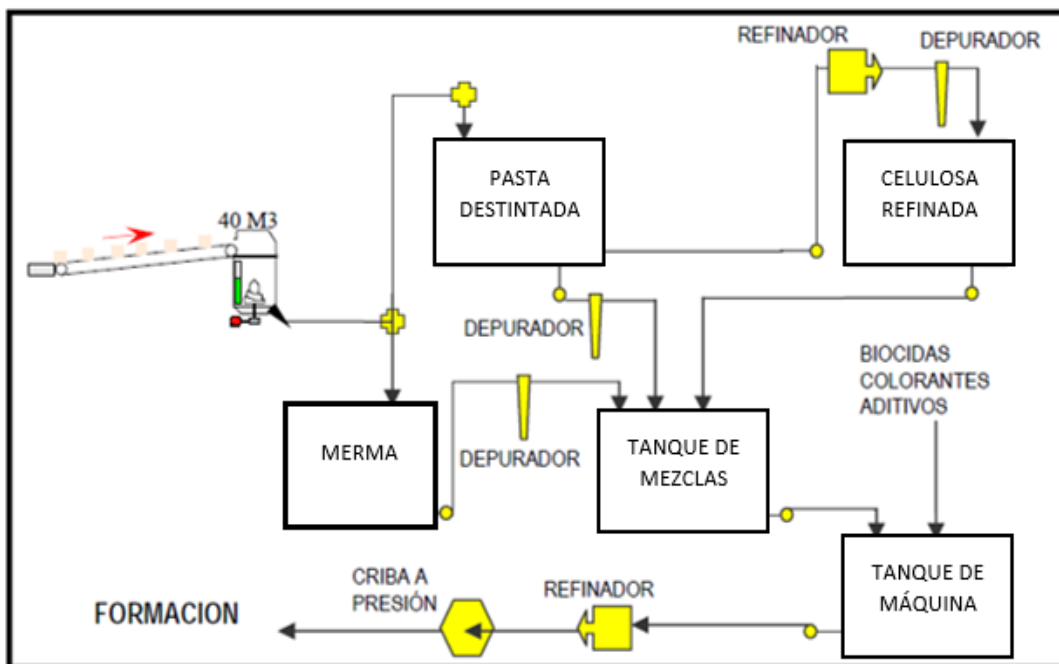 REFINADOR
DEPURADOR
PASTA
DESTINTADA
CELULOSA
REFINADA
40 M3
DEPURADOR
BIOCIDAS
COLORANTES
ADITIVOS
MERMA
DEPURADOR
TANQUE DE
MEZCLAS
TANQUE DE
MÁQUINA
CRIBA A
PRESIÓN
REFINADOR
FORMACION